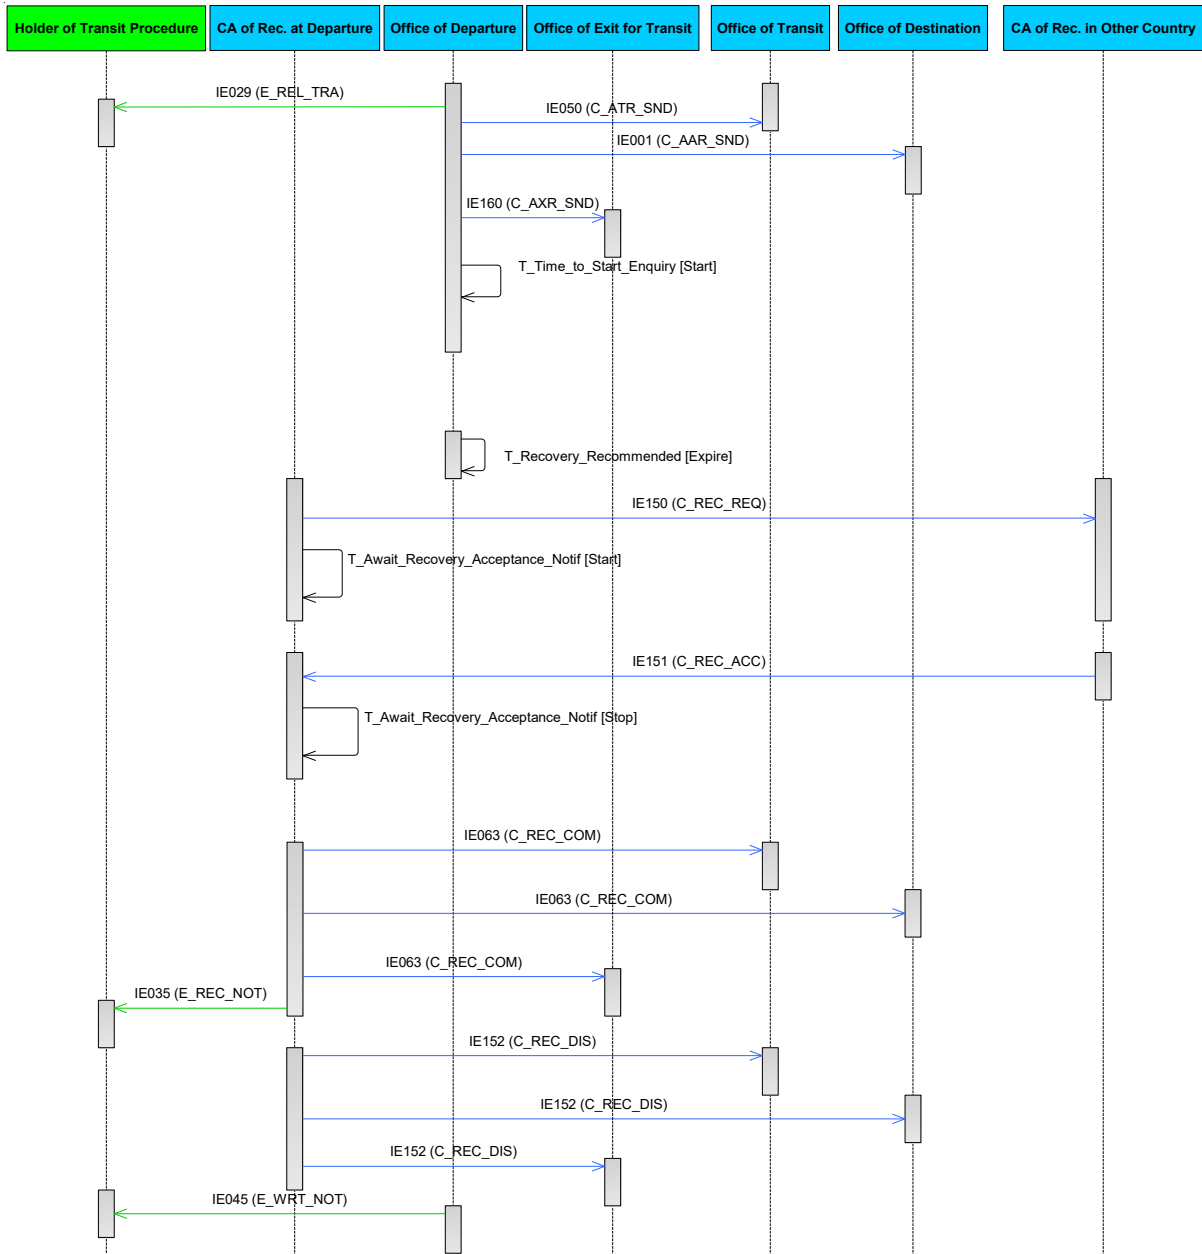 Holder of Transit Procedure
CA of Rec. at Departure
Office of Departure
Office of Exit for Transit
Office of Transit
Office of Destination
CA of Rec. in Other Country
IE029 (E_REL_TRA)
IE050 (C_ATR_SND)
IE001 (C_AAR_SND)
IE160 (C_AXR_SND)
T_Time_to_Start_Enquiry [Start]
T_Recovery_Recommended [Expire]
IE150 (C_REC_REQ)
T_Await_Recovery_Acceptance_Notif [Start]
IE151 (C_REC_ACC)
T_Await_Recovery_Acceptance_Notif [Stop]
IE063 (C_REC_COM)
IE063 (C_REC_COM)
IE063 (C_REC_COM)
IE035 (E_REC_NOT)
IE152 (C_REC_DIS)
IE152 (C_REC_DIS)
IE152 (C_REC_DIS)
IE045 (E_WRT_NOT)